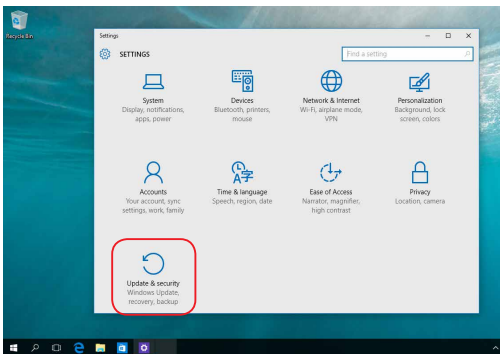 Recycle Bin
Settings
SETTINGS
Find a setting
System
Display, notifications,
apps, power
Devices
Bluetooth, printers,
mouse
Network & Internet
Wi-Fi, airplane mode,
VPN
Personalization
Background, lock
screen, colors
Accounts
Your account, sync
settings, work, family
Time & language
Speech, region, date
Ease of Access
Narrator, magnifier,
high contrast
Privacy
Location, camera
Update & security
Windows Update,
recovery, backup